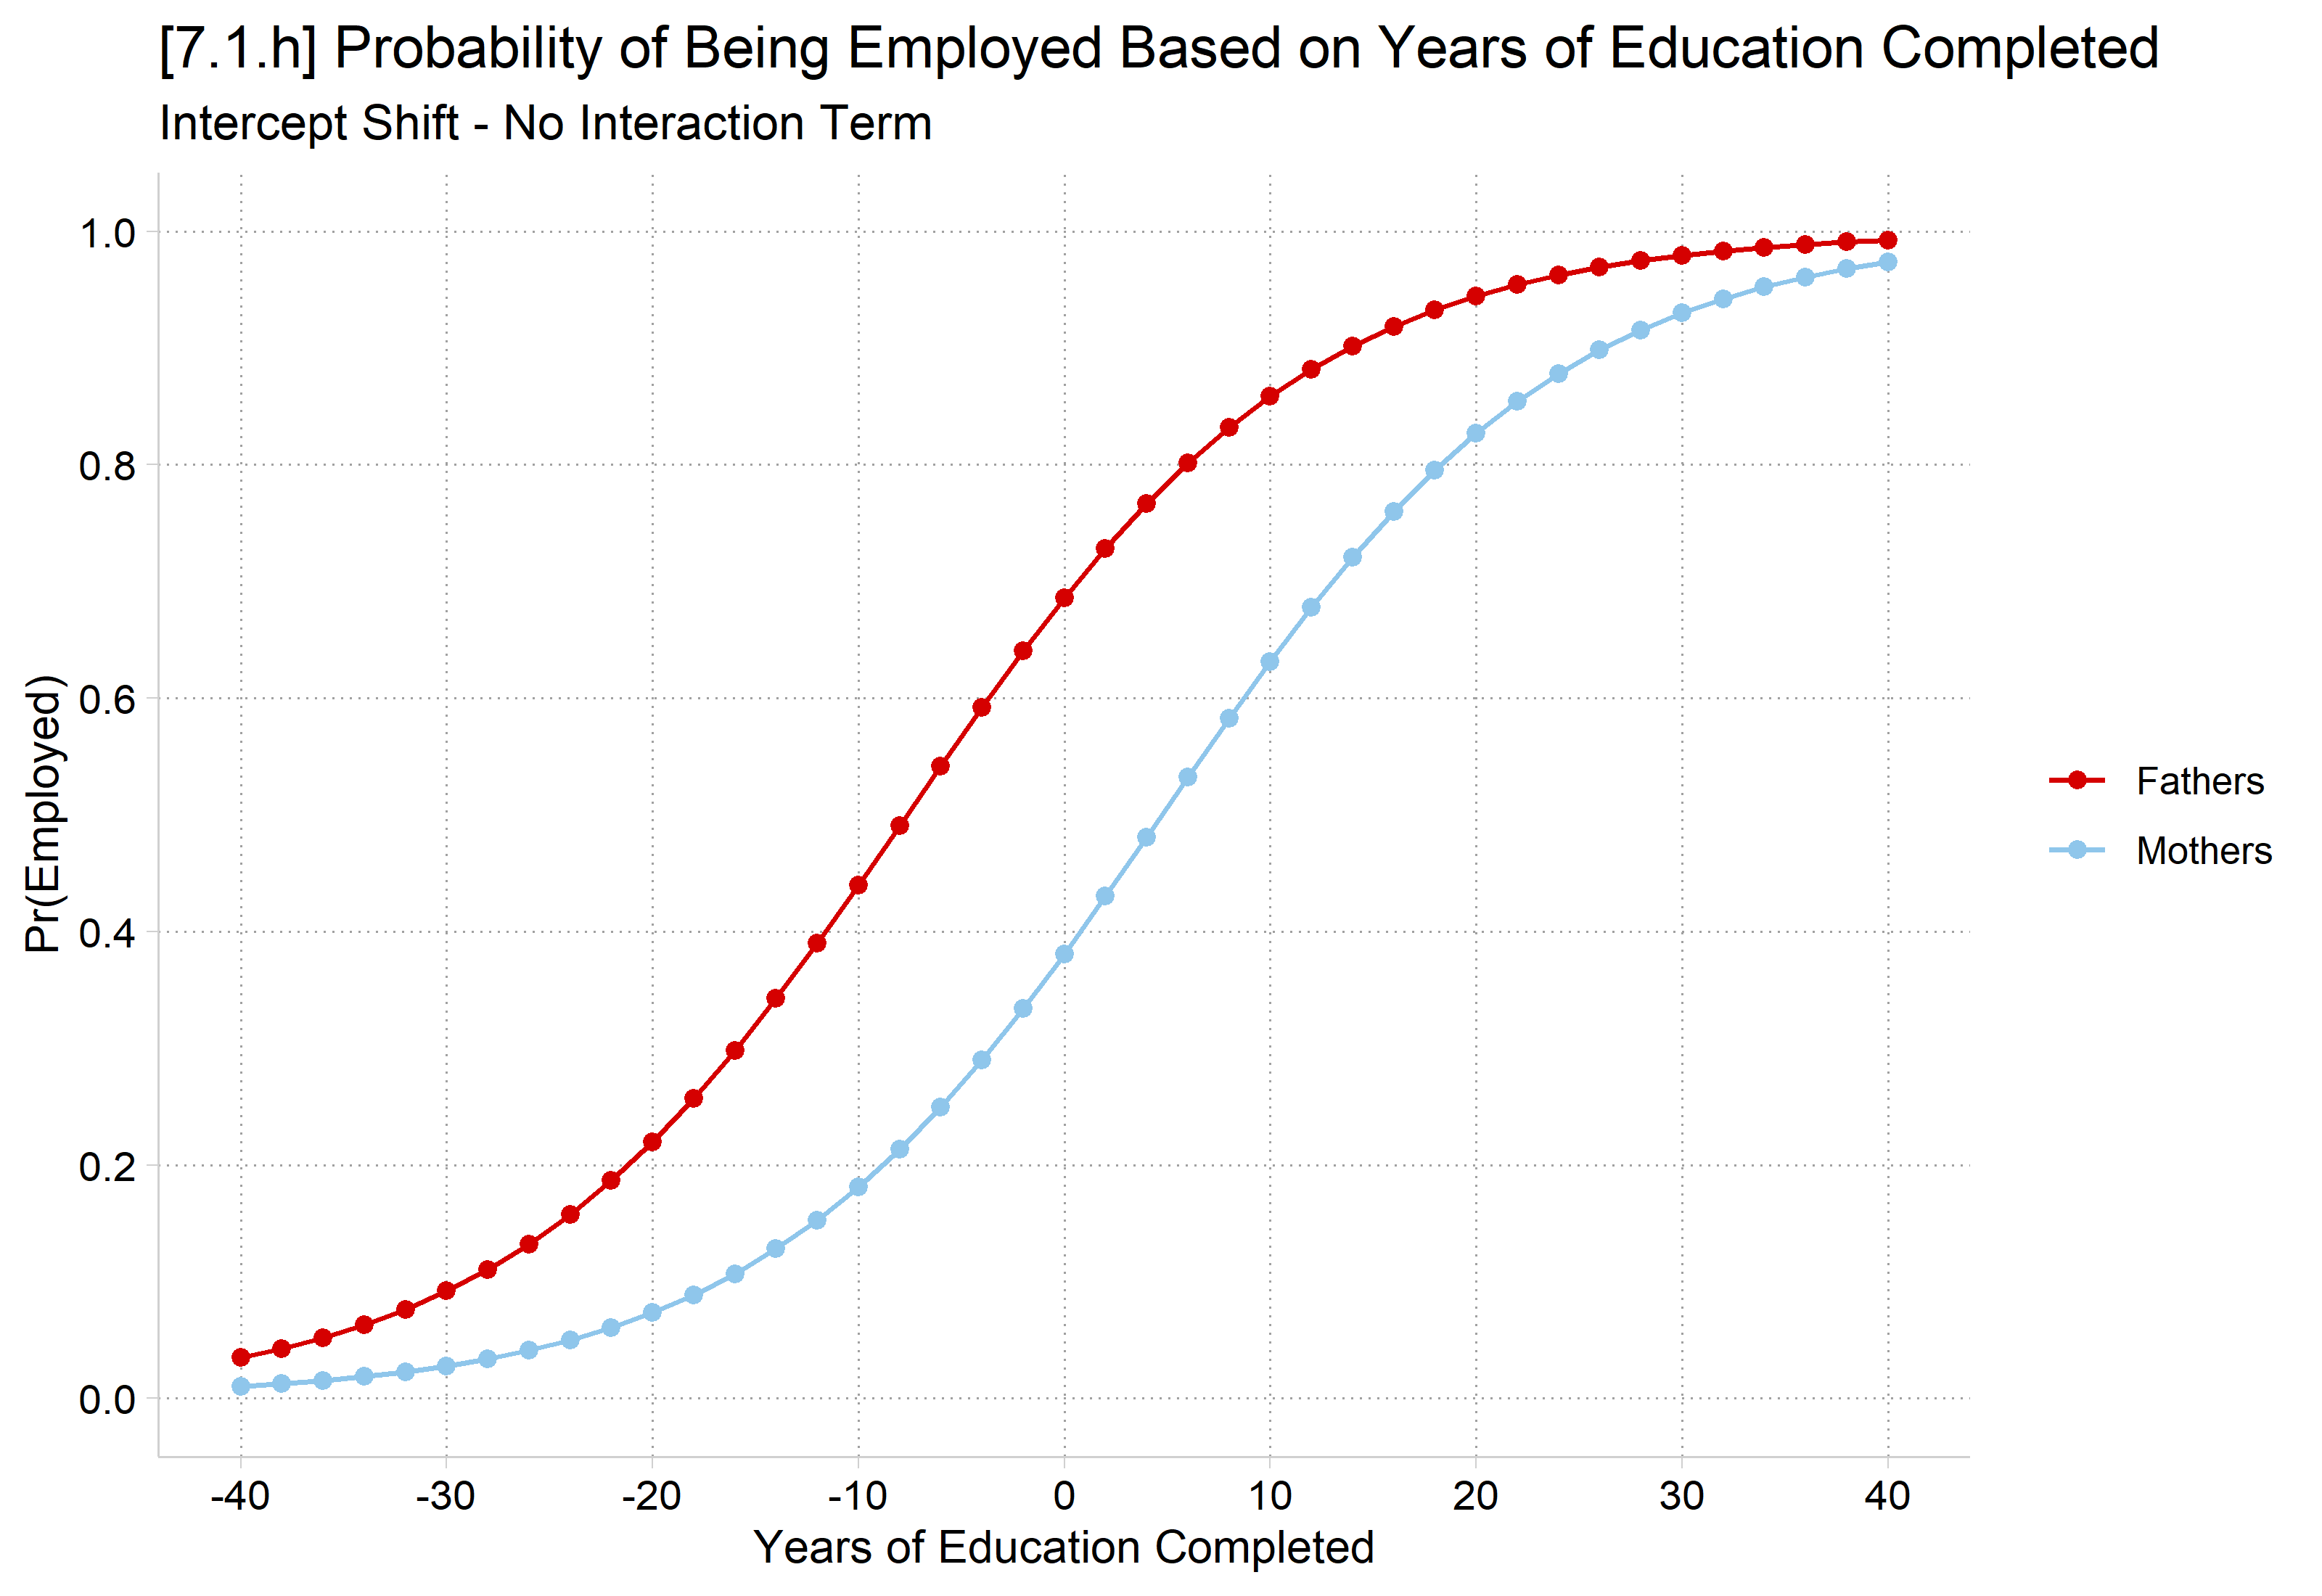 [7.1.h] Probability of Being Employed Based on Years of Education Completed
Intercept Shift - No Interaction Term
Pr(Employed)
1.0
0.8
0.6
0.4
0.2
0.0
-40 -30 -20 -10 0 10 20 30 40
Years of Education Completed
Fathers
Mothers